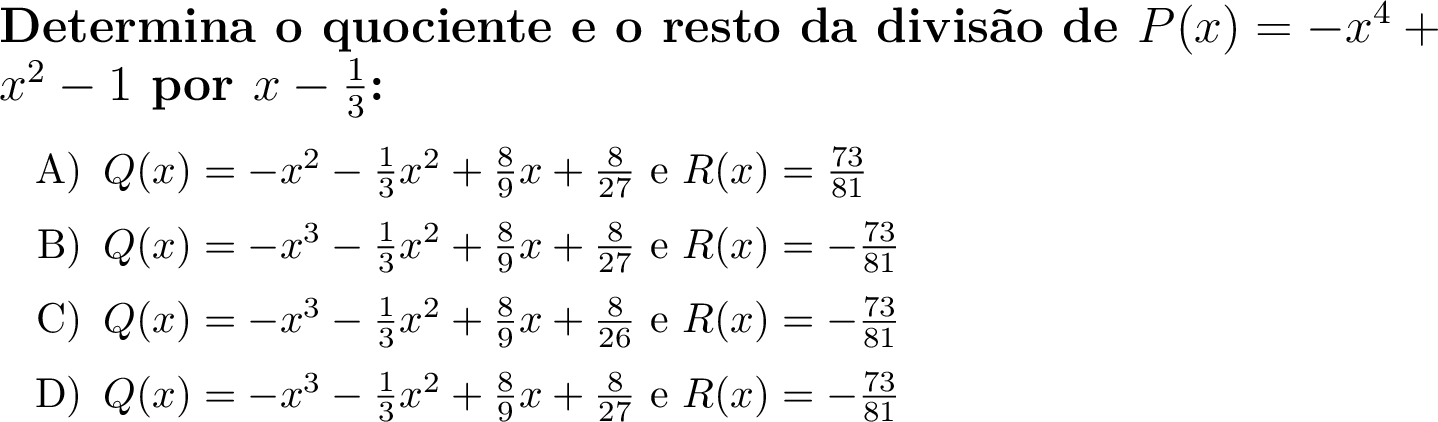 Determina o quociente e o resto da divisão de $P(x) = -x^4 +$
$x^2 - 1$ por $x - \frac{1}{3}$:
A) $Q(x) = -x^2 - \frac{1}{3}x^2 + \frac{8}{9}x + \frac{8}{27}$ e $R(x) = \frac{73}{81}$
B) $Q(x) = -x^3 - \frac{1}{3}x^2 + \frac{8}{9}x + \frac{8}{27}$ e $R(x) = -\frac{73}{81}$
C) $Q(x) = -x^3 - \frac{1}{3}x^2 + \frac{8}{9}x + \frac{8}{26}$ e $R(x) = -\frac{73}{81}$
D) $Q(x) = -x^3 - \frac{1}{3}x^2 + \frac{8}{9}x + \frac{8}{27}$ e $R(x) = -\frac{73}{81}$